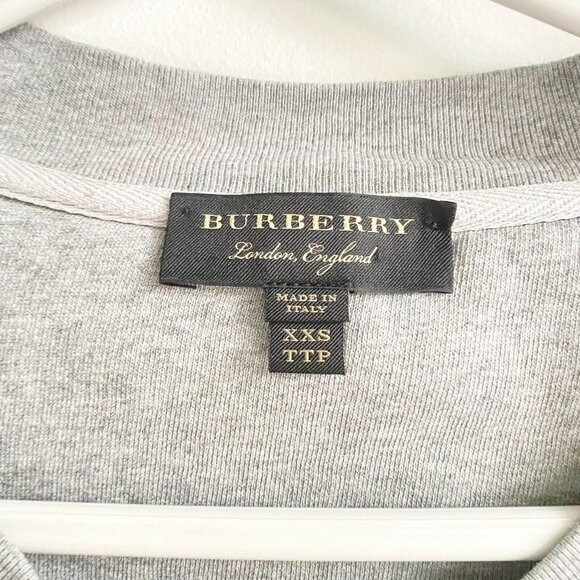 BURBERRY
London, England
MADE IN
ITALY
XXS
TTP